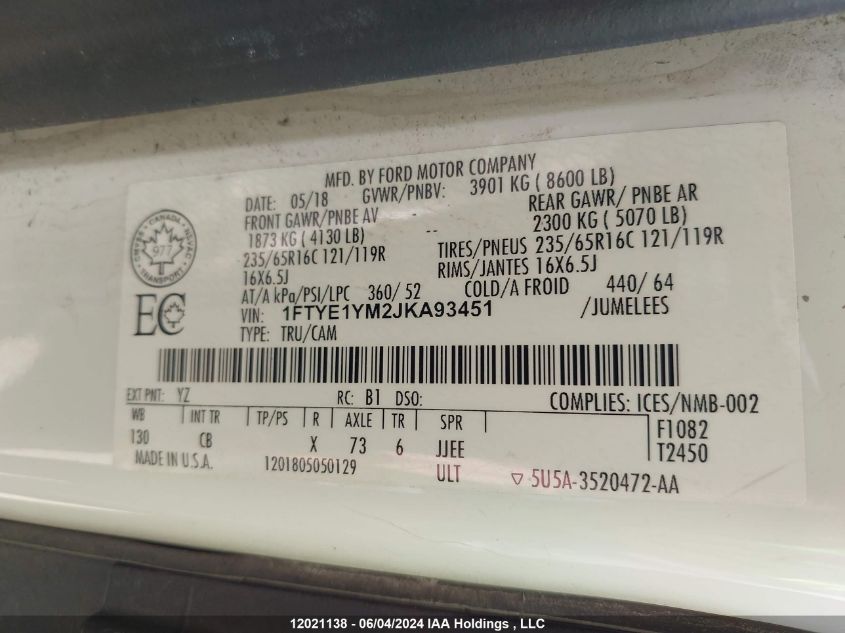 MFD. BY FORD MOTOR COMPANY
DATE: 05/18 GVWR/PNBV: 3901 KG ( 8600 LB)
FRONT GAWR/PNBE AV REAR GAWR/ PNBE AR
1873 KG ( 4130 LB) -- 2300 KG ( 5070 LB)
235/65R16C 121/119R TIRES/PNEUS 235/65R16C 121/119R
16X6.5J RIMS/JANTES 16X6.5J
AT/A kPa/PSI/LPC 360/ 52 COLD/A FROID 440/ 64
VIN: 1FTYE1YM2JKA93451 /JUMELEES
TYPE: TRU/CAM
CANADA
977
TRANSPORT
EC
EXT PNT: YZ RC: B1 DSO: COMPLIES: ICES/NMB-002
WB INT TR TP/PS R AXLE TR SPR F1082
130 CB X 73 6 JJEE T2450
MADE IN U.S.A. 1201805050129 ULT 5U5A-3520472-AA
12021138 - 06/04/2024 IAA Holdings , LLC